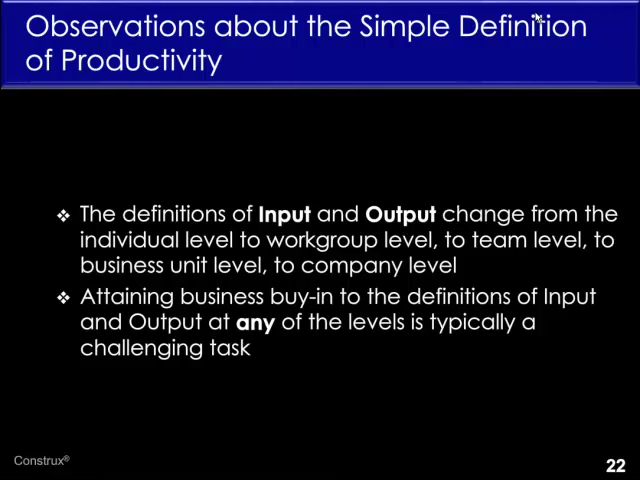 Observations about the Simple Definition
of Productivity
❖ The definitions of Input and Output change from the
individual level to workgroup level, to team level, to
business unit level, to company level
❖ Attaining business buy-in to the definitions of Input
and Output at any of the levels is typically a
challenging task
Construx®
22